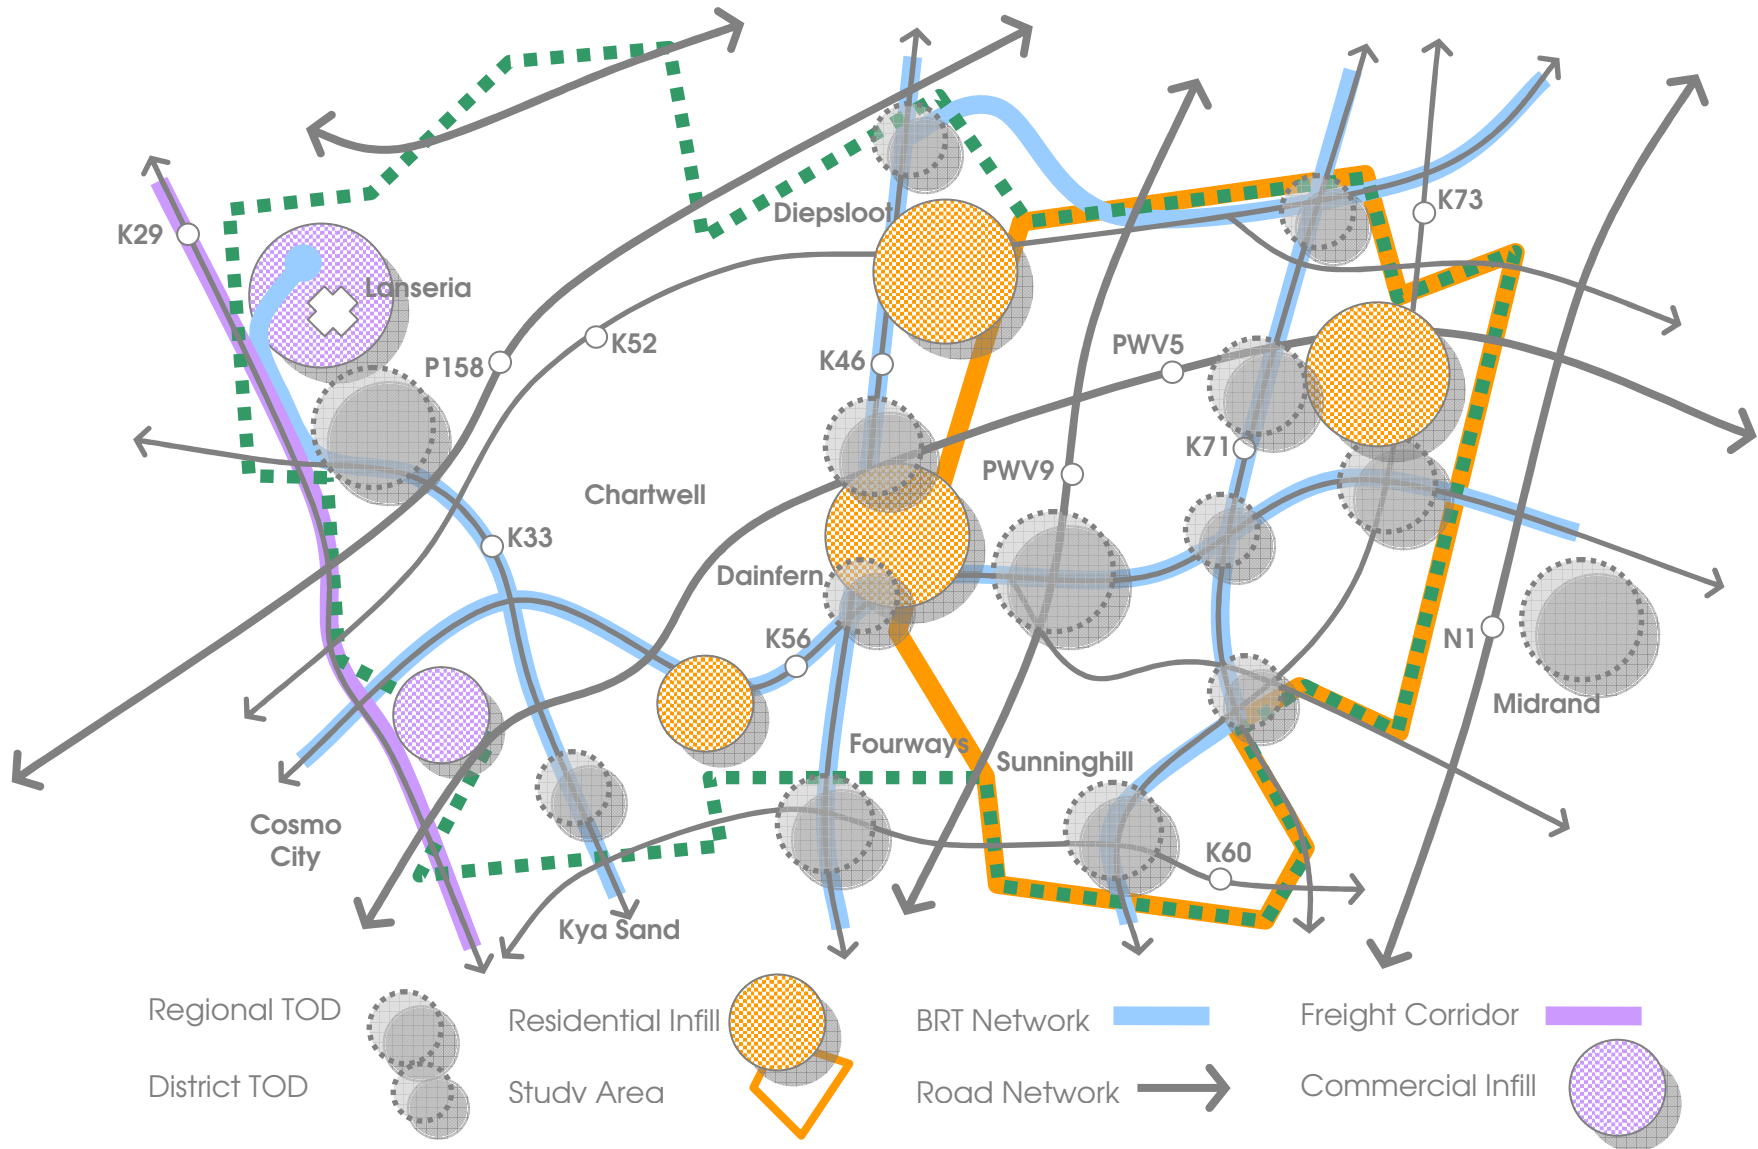 K29
Lanseria
P158
K52
Diepsloot
K46
PWV5
K73
K71
PWV9
Chartwell
K33
Dainfern
K56
Fourways
Sunninghill
N1
Midrand
Cosmo
City
Kya Sand
K60
Regional TOD
Residential Infill
BRT Network
Freight Corridor
District TOD
Studv Area
Road Network
Commercial Infill